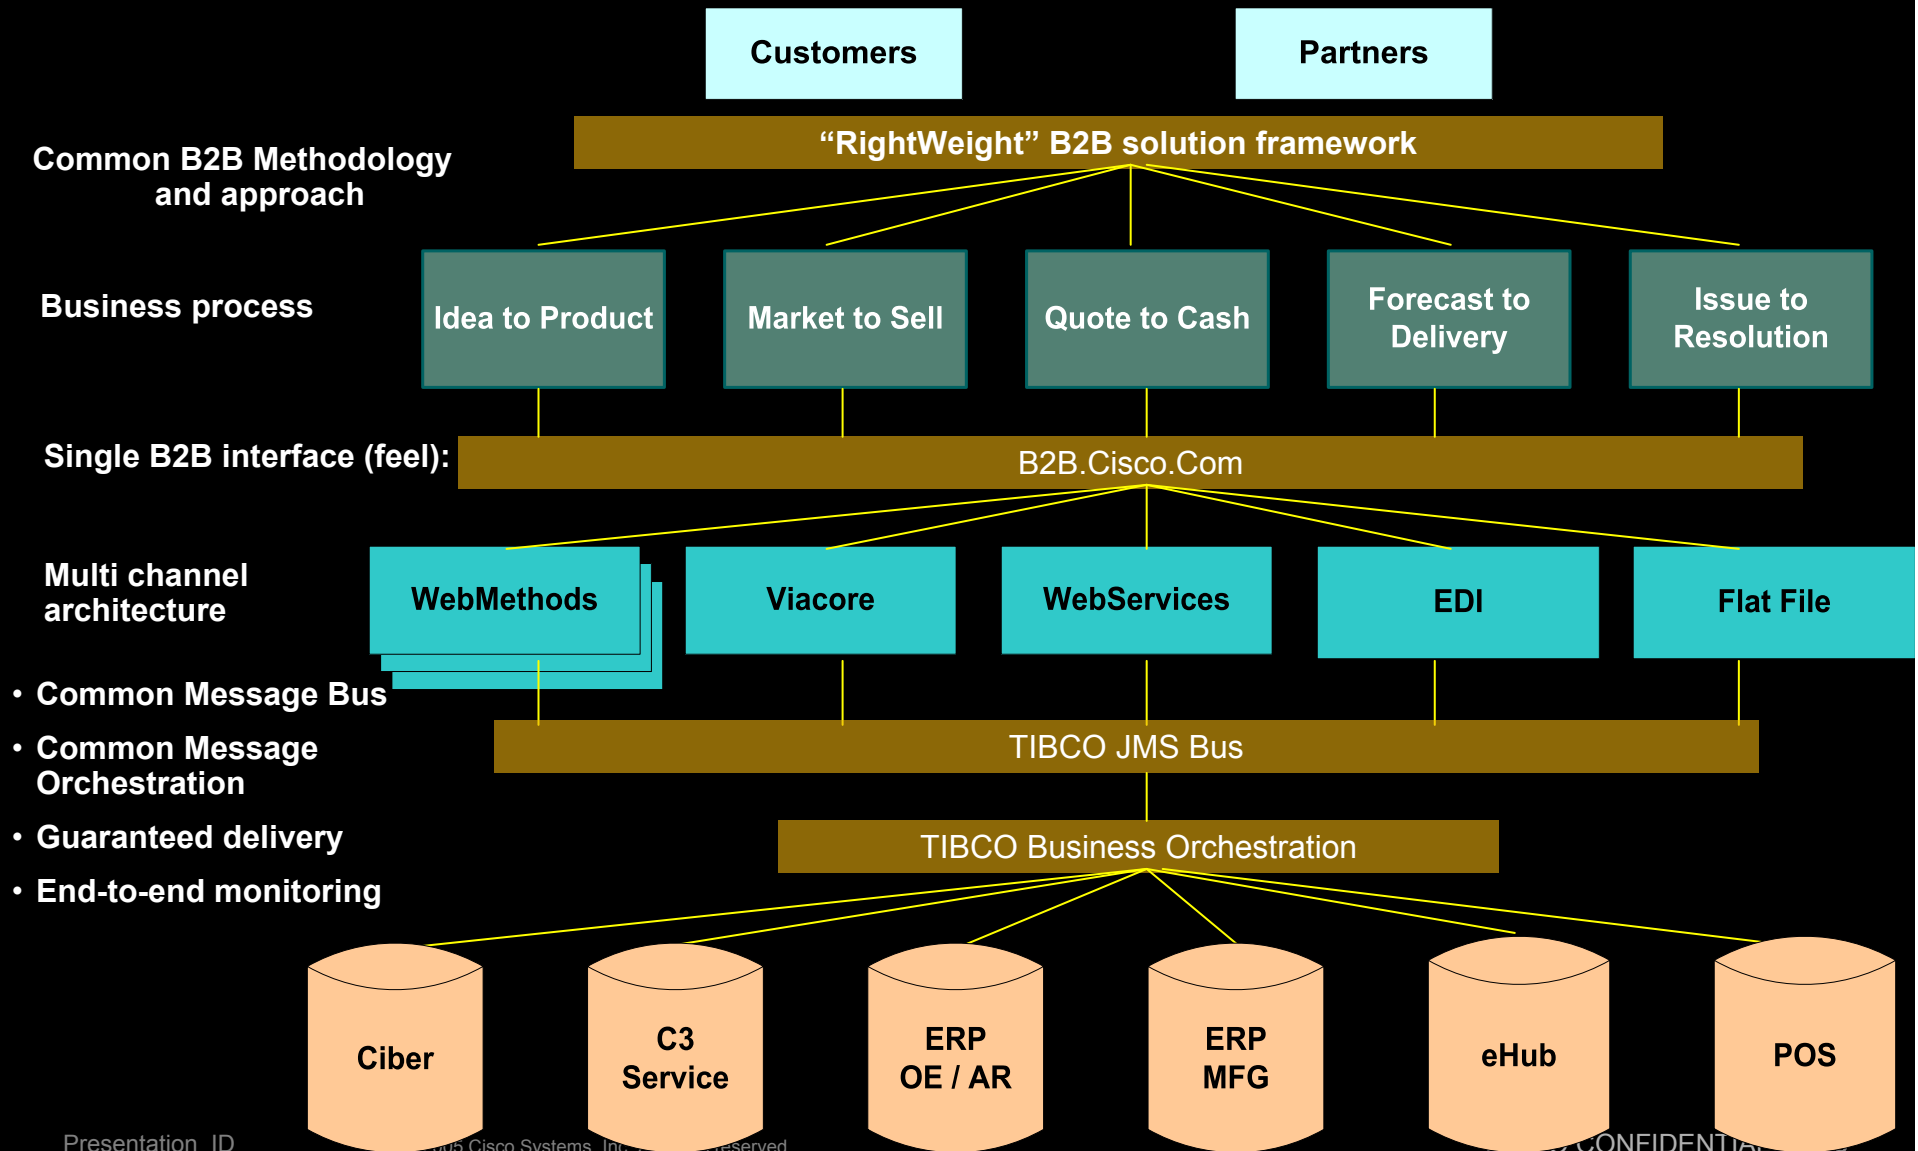 Customers
Partners
“RightWeight” B2B solution framework
Common B2B Methodology
and approach
Business process
Idea to Product
Market to Sell
Quote to Cash
Forecast to
Delivery
Issue to
Resolution
Single B2B interface (feel):
B2B.Cisco.Com
Multi channel
architecture
WebMethods
Viacore
WebServices
EDI
Flat File
• Common Message Bus
• Common Message
Orchestration
• Guaranteed delivery
• End-to-end monitoring
TIBCO JMS Bus
TIBCO Business Orchestration
Ciber
C3
Service
ERP
OE / AR
ERP
MFG
eHub
POS
Presentation_ID
Cisco Systems, Inc.